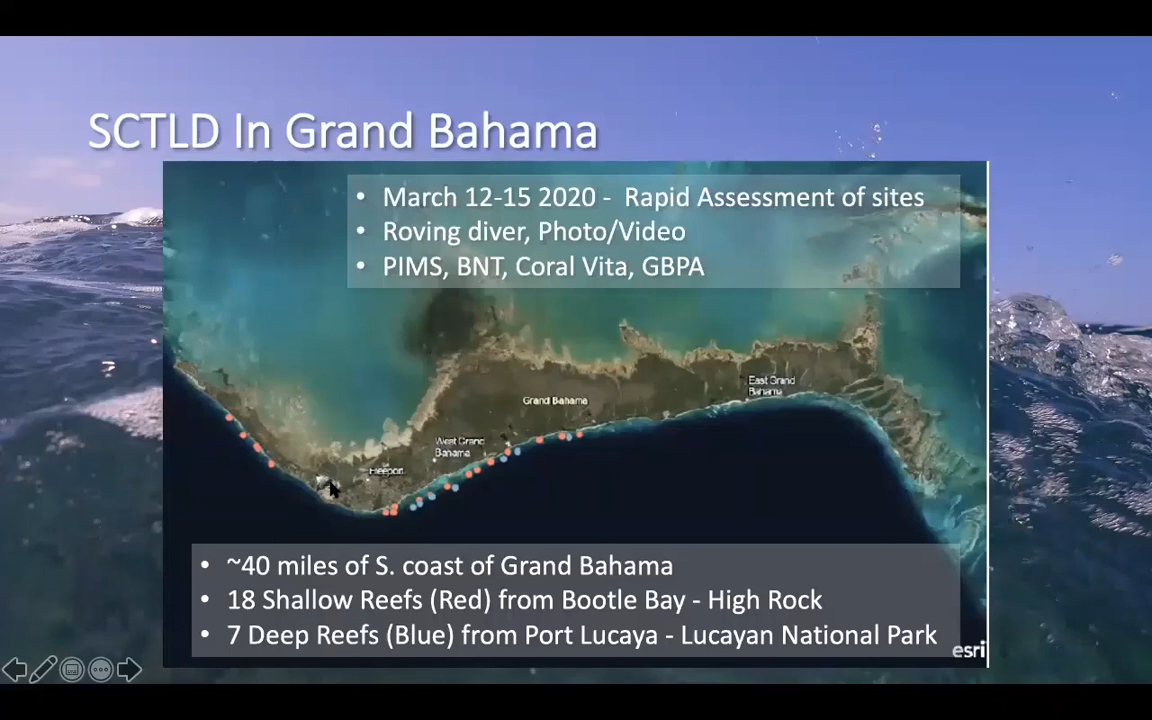 SCTLD In Grand Bahama
• March 12-15 2020 - Rapid Assessment of sites
• Roving diver, Photo/Video
• PIMS, BNT, Coral Vita, GBPA
East Grand
Bahama
Grand Bahama
West Grand
Bahama
Freeport
• ~40 miles of S. coast of Grand Bahama
• 18 Shallow Reefs (Red) from Bootle Bay - High Rock
• 7 Deep Reefs (Blue) from Port Lucaya - Lucayan National Park
esri